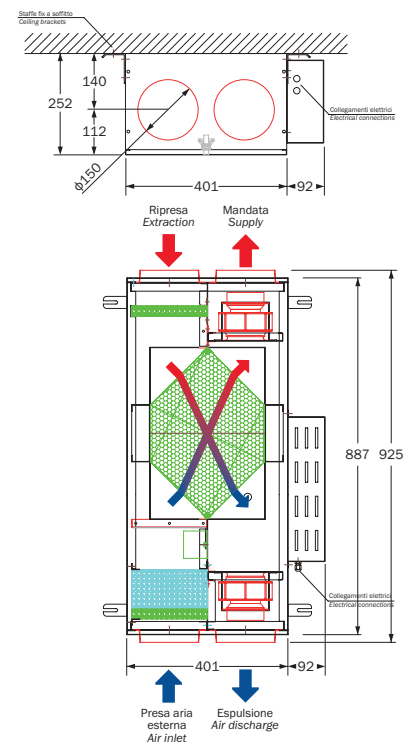 Staffe fix a soffitto
Ceiling brackets
140
252
112
ϕ150
Collegamenti elettrici
Electrical connections
401
92
Ripresa
Extraction
Mandata
Supply
887
925
Collegamenti elettrici
Electrical connections
401
92
Presa aria
esterna
Air inlet
Espulsione
Air discharge